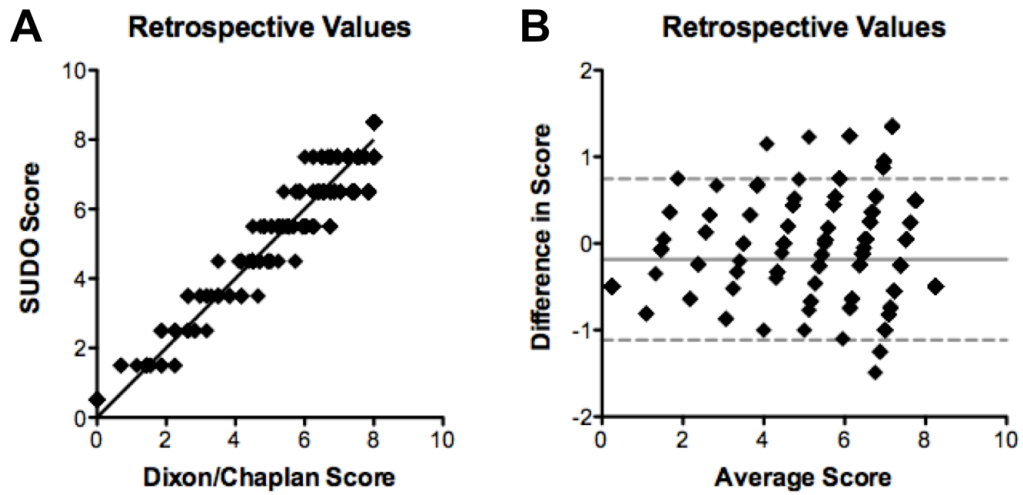 A
Retrospective Values
SUDO Score
10
8
6
4
2
0
0 2 4 6 8 10
Dixon/Chaplan Score
B
Retrospective Values
Difference in Score
2
1
0
-1
-2
0 2 4 6 8 10
Average Score